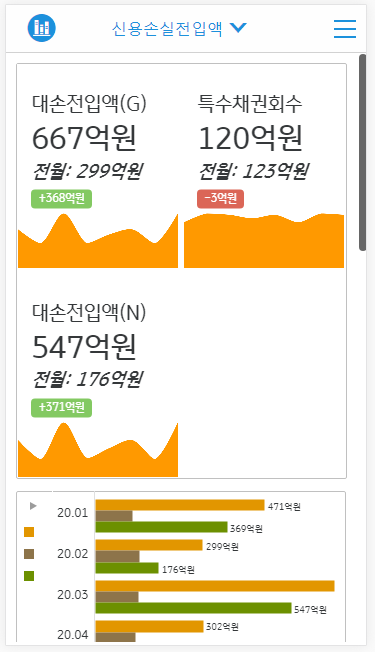 신용손실전입액
대손전입액(G)
667억원
전월: 299억원
+368억원
특수채권회수
120억원
전월: 123억원
-3억원
대손전입액(N)
547억원
전월: 176억원
+371억원
20.01
471억원
369억원
20.02
299억원
176억원
20.03
547억원
20.04
302억원